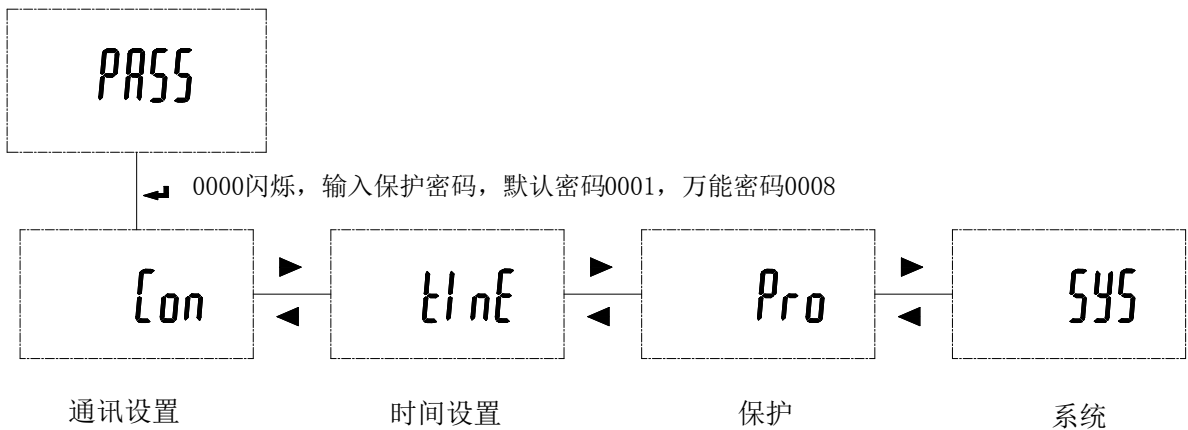 PASS
0000闪烁，输入保护密码，默认密码0001，万能密码0008
Con
tInE
Pro
SYS
通讯设置
时间设置
保护
系统